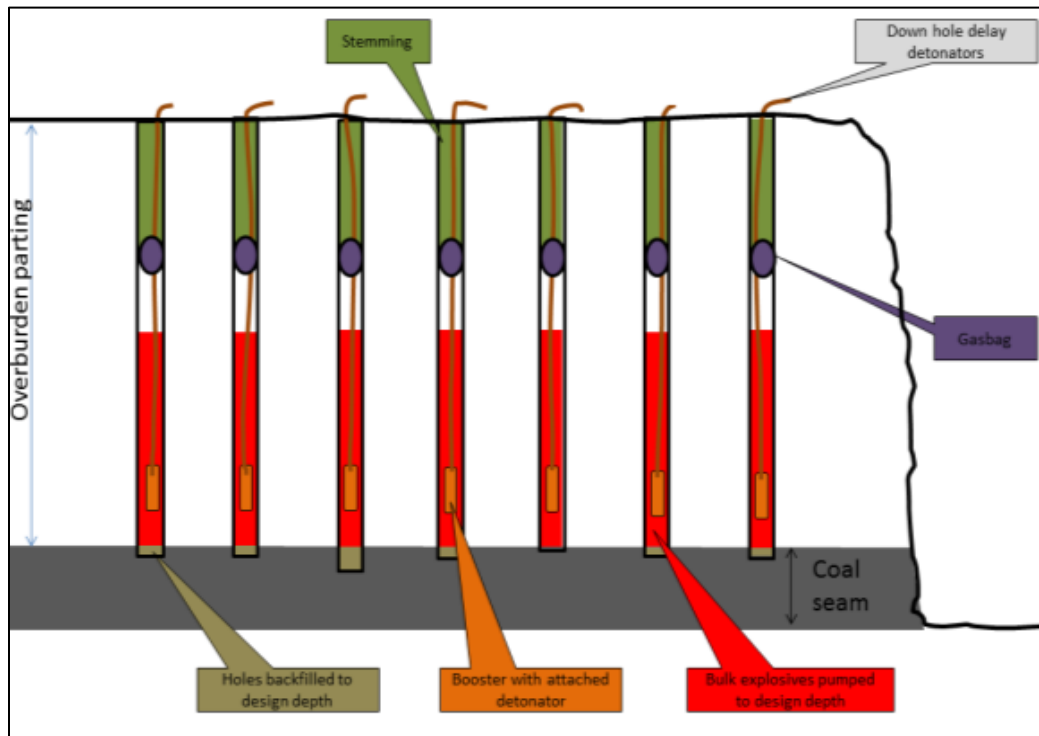 Stemming
Down hole delay
detonators
Overburden parting
Gasbag
Coal
seam
Holes backfilled to
design depth
Booster with attached
detonator
Bulk explosives pumped
to design depth